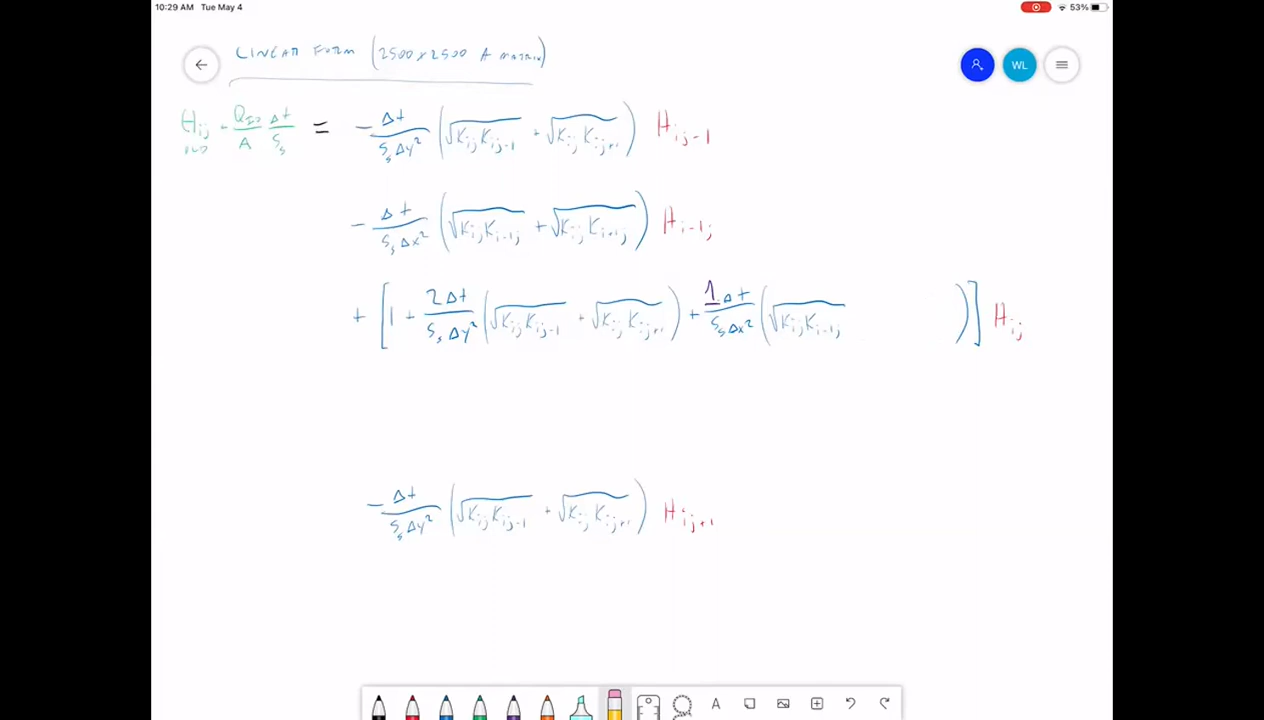 10:29 AM Tue May 4 53%
LINEAR FORM (2500x2500 A MATRIX)
WL
H_ij OLD + Q_ij/A Δt/S_s = - Δt/(S_s Δy²) (√(K_ij K_ij-1) + √(K_ij K_ij+1)) H_ij-1
- Δt/(S_s Δx²) (√(K_ij K_i-1j) + √(K_ij K_i+1j)) H_i-1j
+ [1 + 2Δt/(S_s Δy²) (√(K_ij K_ij-1) + √(K_ij K_ij+1)) + 1Δt/(S_s Δx²) (√(K_ij K_i-1j) )] H_ij
- Δt/(S_s Δy²) (√(K_ij K_ij-1) + √(K_ij K_ij+1)) H_ij+1
A